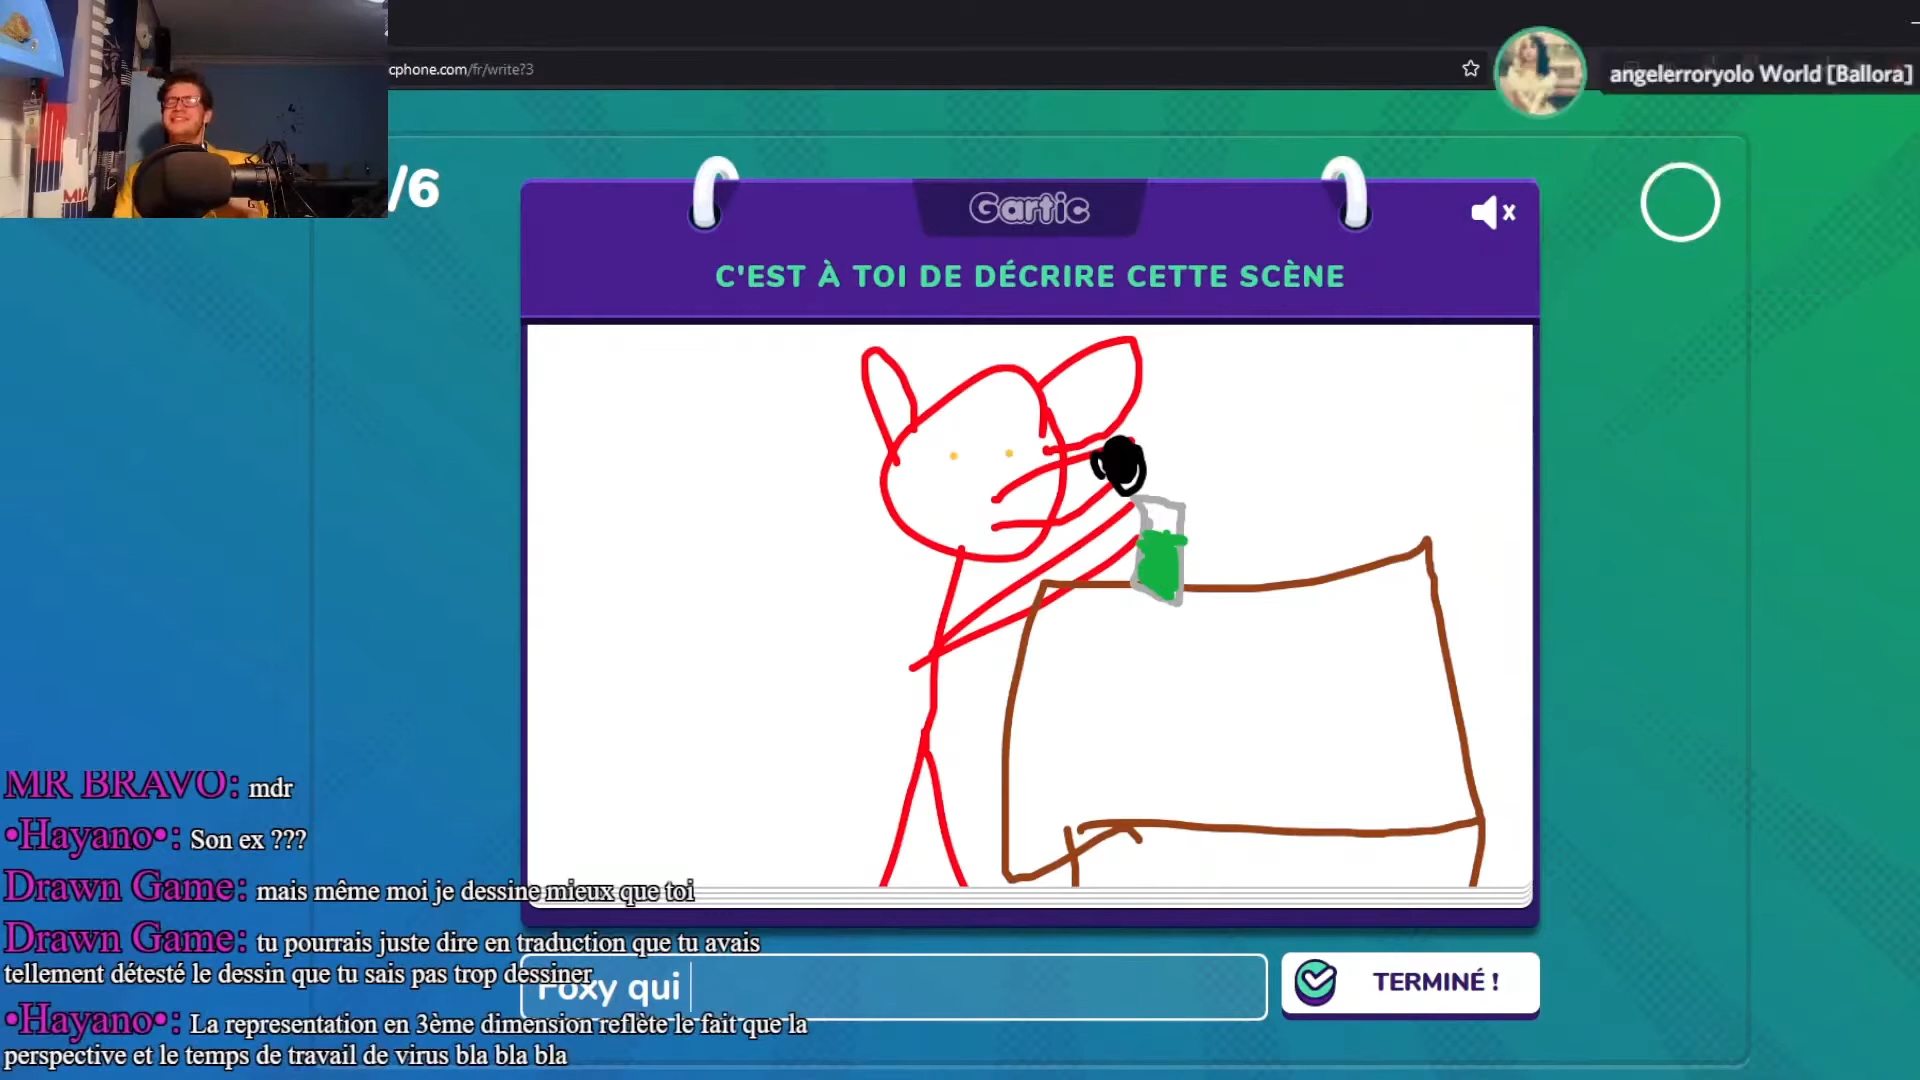 cphone.com/fr/write?3
angelerroryolo World [Ballora]
MIA
/6
Gartic
C'EST À TOI DE DÉCRIRE CETTE SCÈNE
MR BRAVO: mdr
•Hayano•: Son ex ???
Drawn Game: mais même moi je dessine mieux que toi
Drawn Game: tu pourrais juste dire en traduction que tu avais
tellement détesté le dessin que tu sais pas trop dessiner
•Hayano•: La representation en 3ème dimension reflète le fait que la
perspective et le temps de travail de virus bla bla bla
Foxy qui
TERMINÉ !